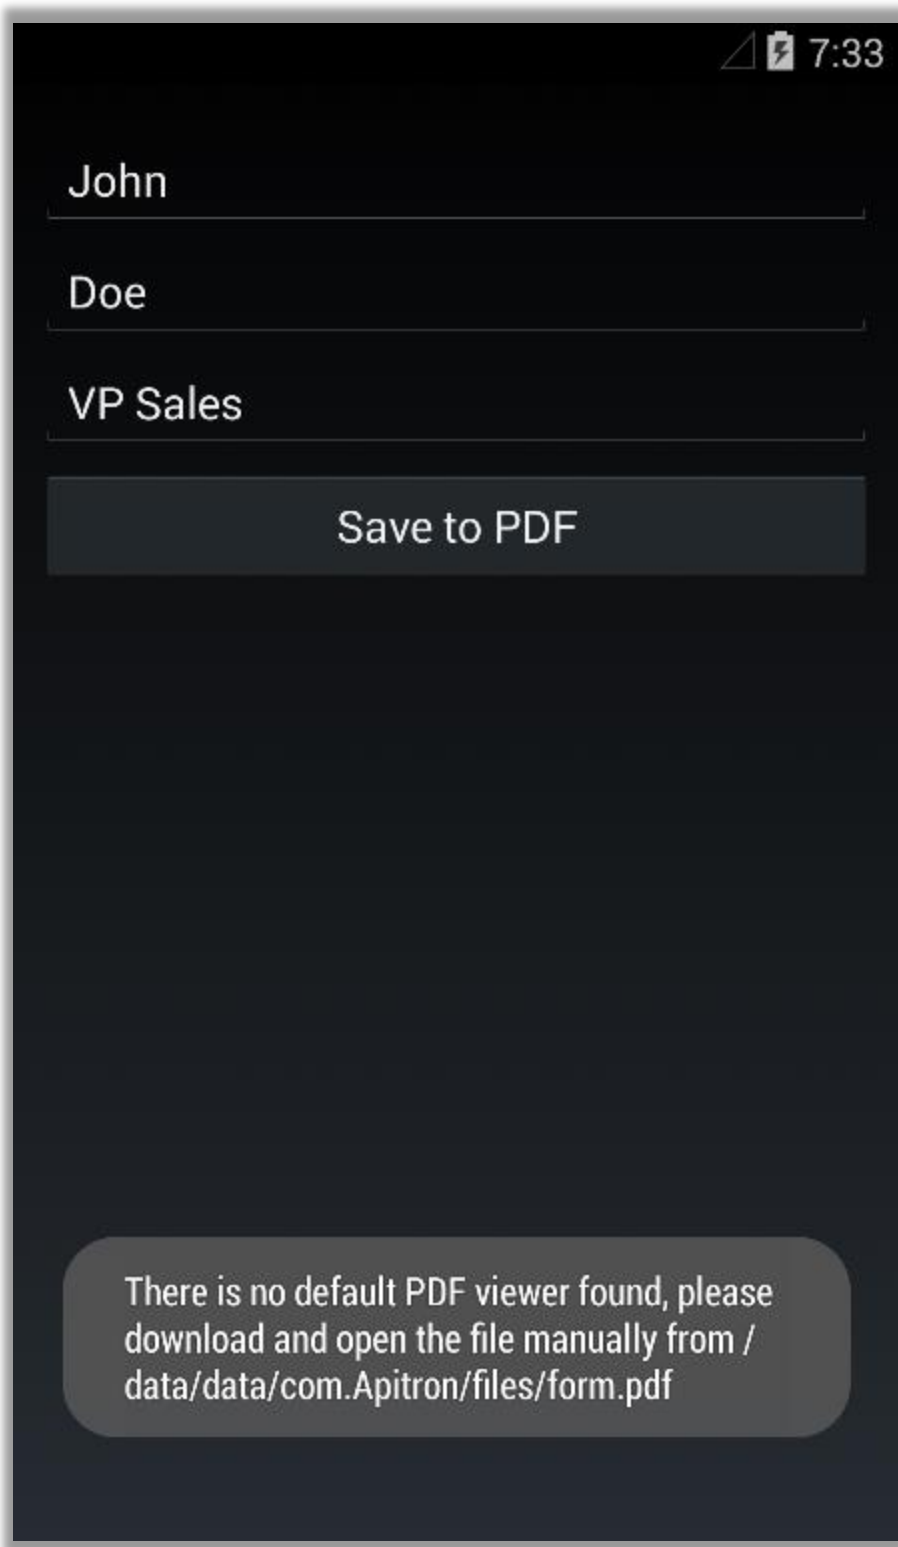 7:33
John
Doe
VP Sales
Save to PDF
There is no default PDF viewer found, please
download and open the file manually from /
data/data/com.Apitron/files/form.pdf